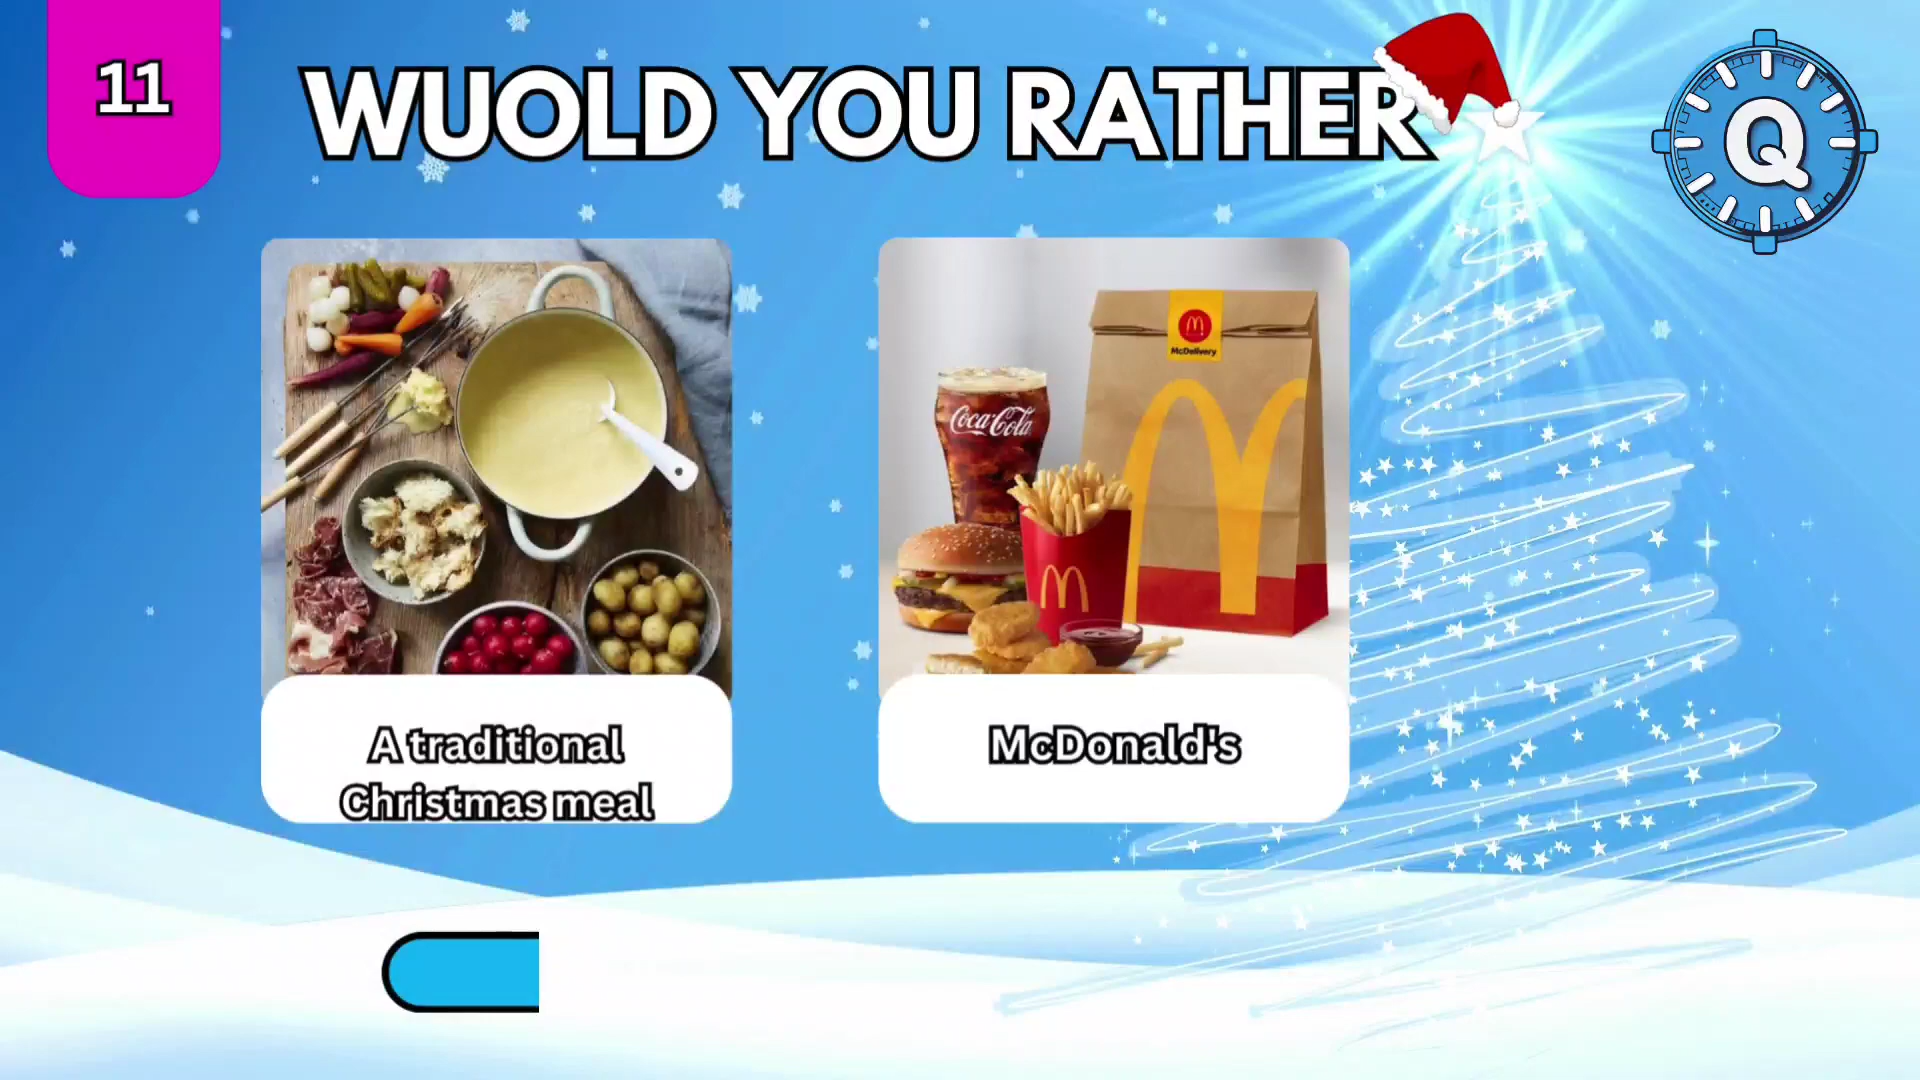 11
WUOLD YOU RATHER
Q
McDelivery
Coca-Cola
A traditional
Christmas meal
McDonald's